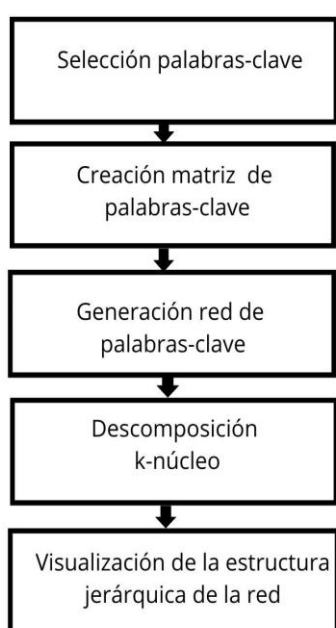 Selección palabras-clave
Creación matriz de
palabras-clave
Generación red de
palabras-clave
Descomposición
k-núcleo
Visualización de la estructura
jerárquica de la red